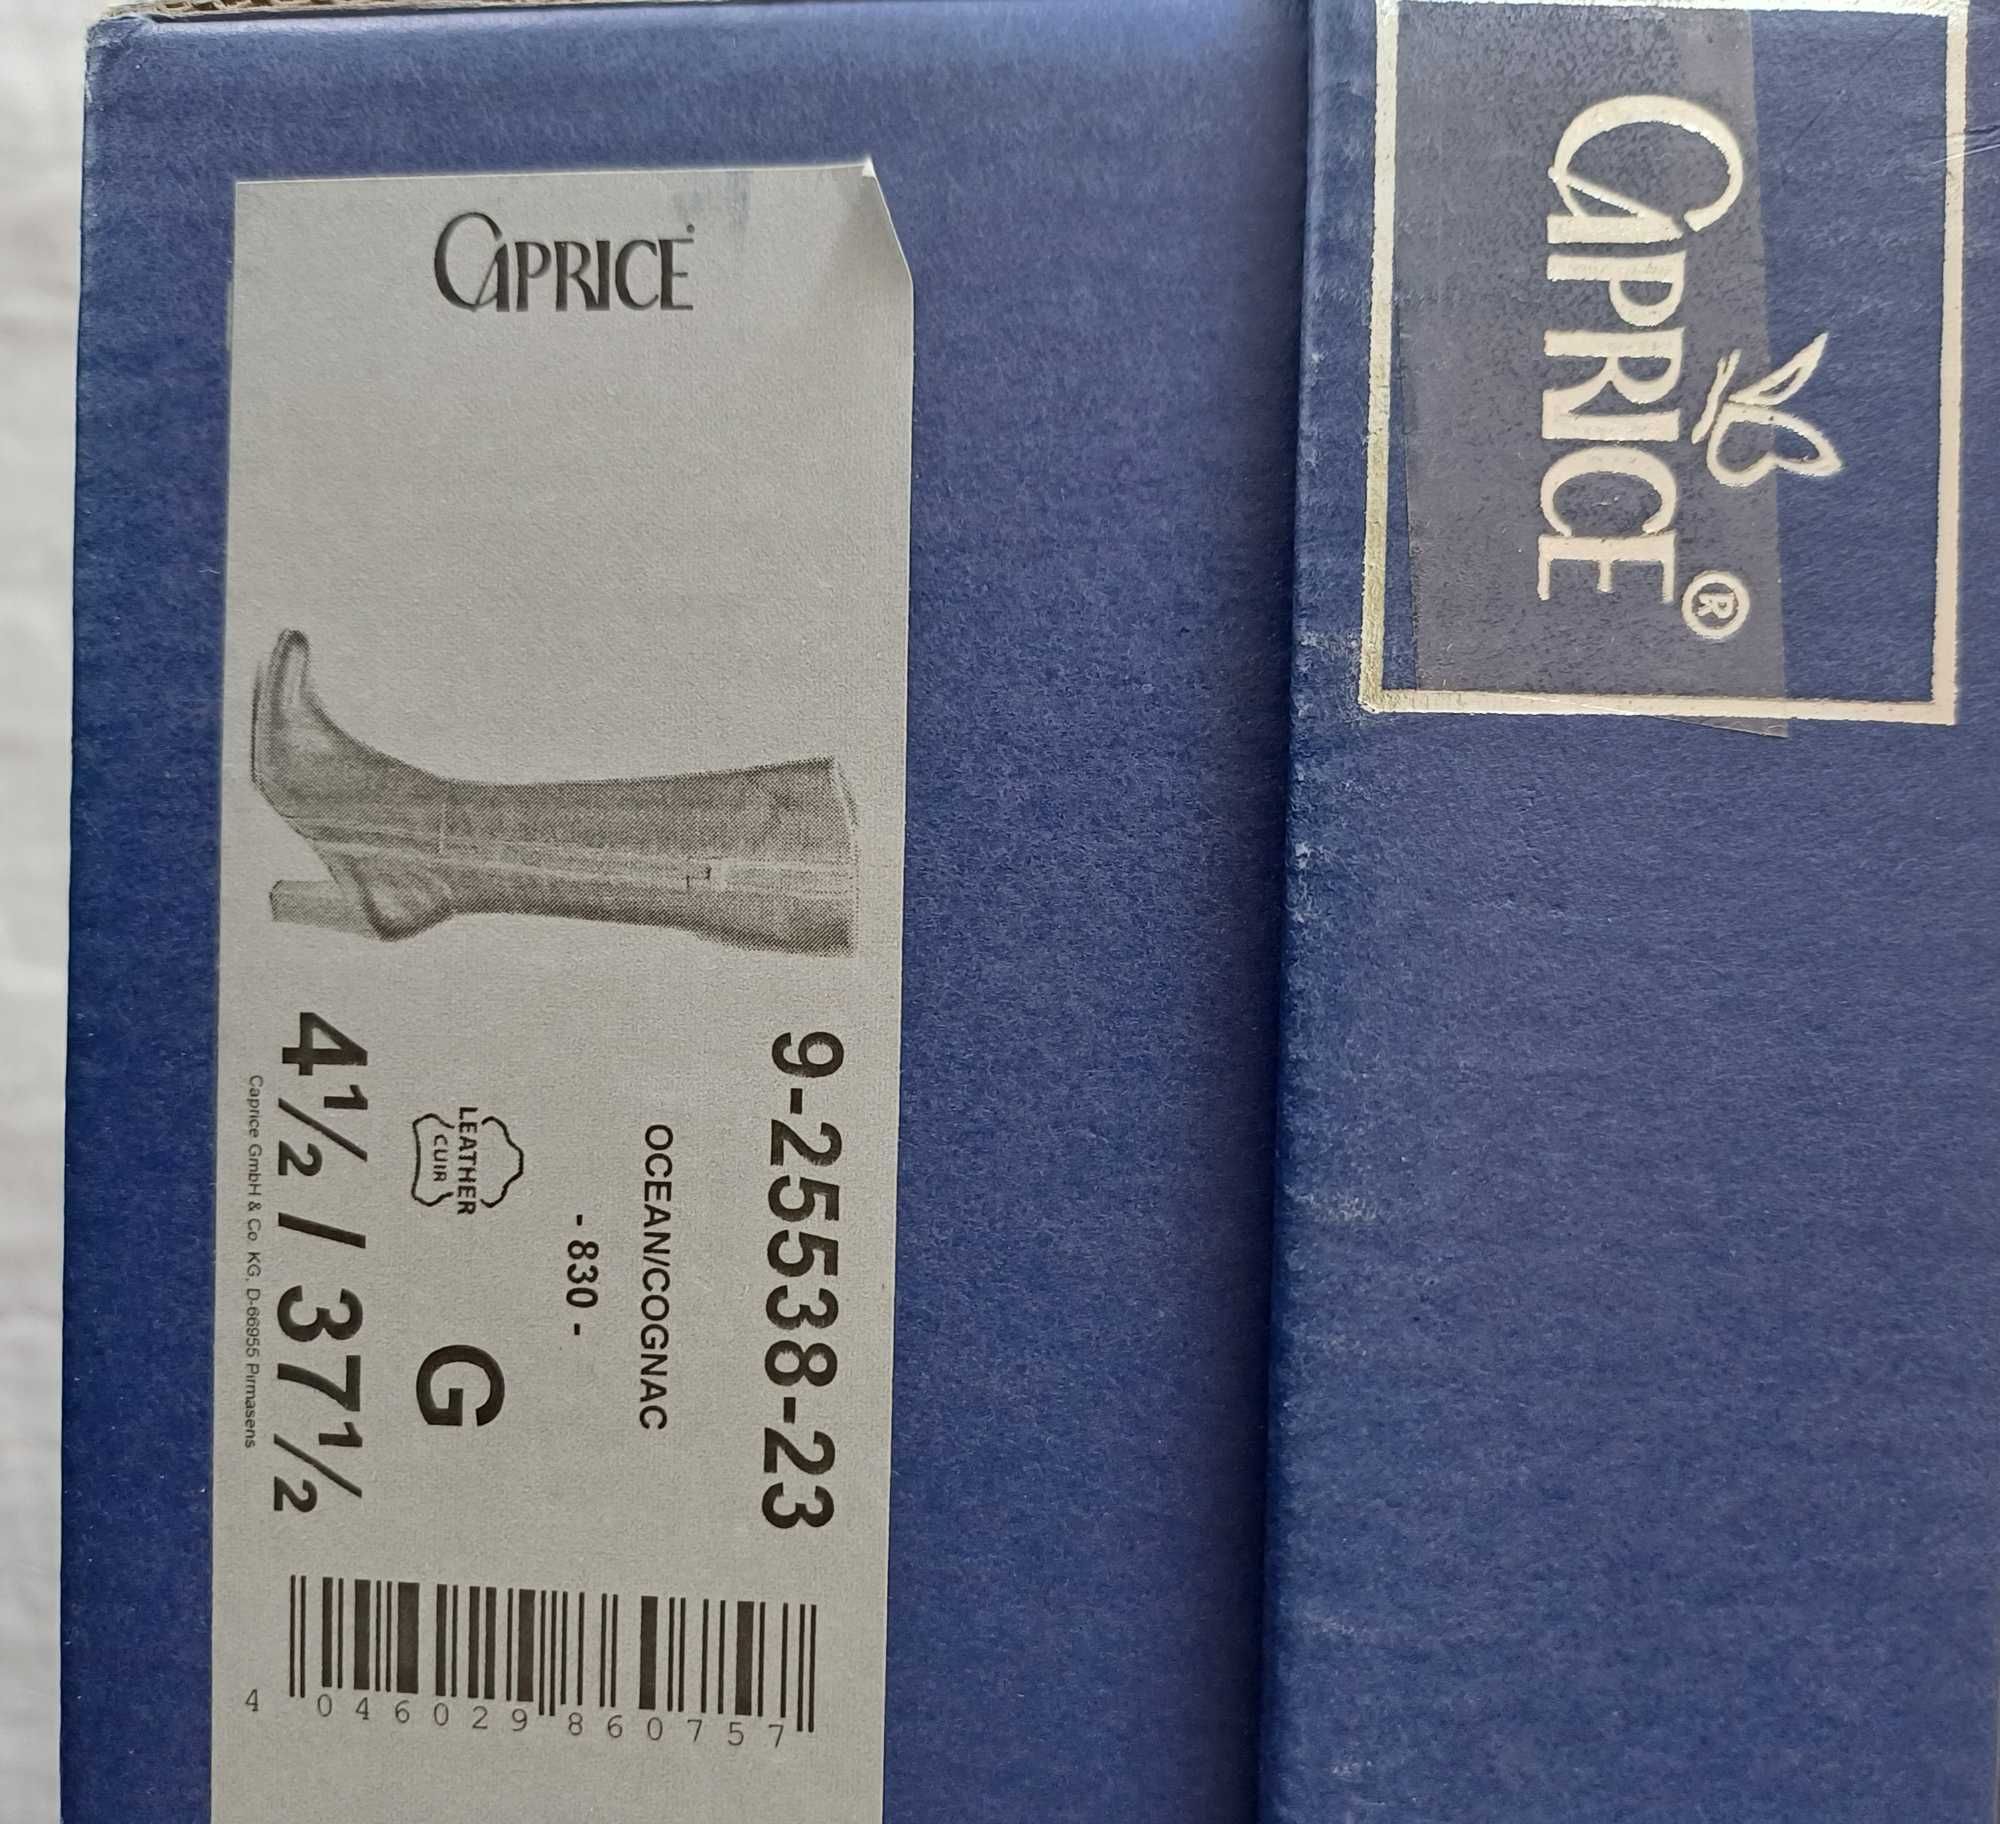 CAPRICE
9-25538-23
OCEAN/COGNAC
- 830 -
LEATHER
CUIR
G
4½ / 37½
Caprice GmbH & Co. KG, D-66955 Pirmasens
4 046029 860757
CAPRICE®